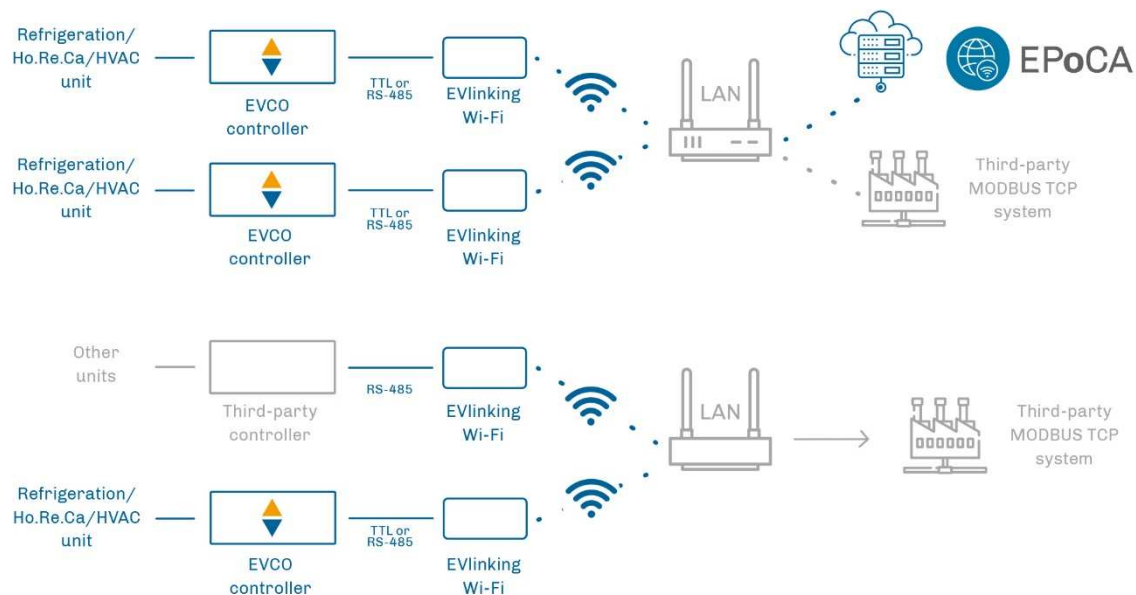 Refrigeration/
Ho.Re.Ca/HVAC
unit
EVCO
controller
TTL or
RS-485
EVlinking
Wi-Fi
LAN
EPoCA
Refrigeration/
Ho.Re.Ca/HVAC
unit
EVCO
controller
TTL or
RS-485
EVlinking
Wi-Fi
Third-party
MODBUS TCP
system
Other
units
Third-party
controller
RS-485
EVlinking
Wi-Fi
LAN
Third-party
MODBUS TCP
system
Refrigeration/
Ho.Re.Ca/HVAC
unit
EVCO
controller
TTL or
RS-485
EVlinking
Wi-Fi